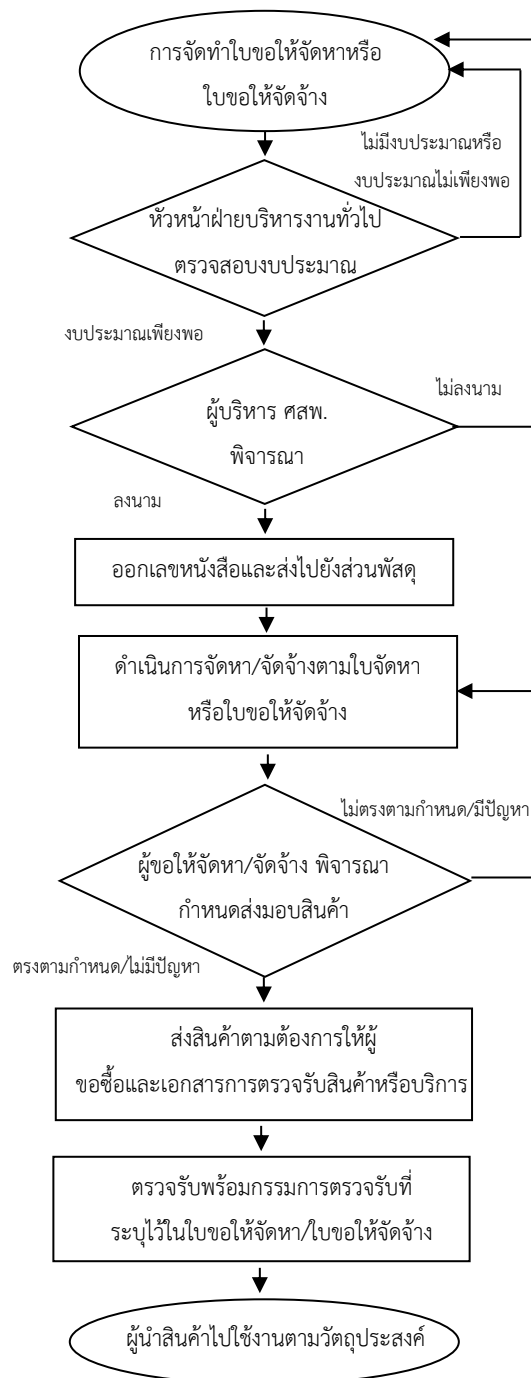 การจัดทำใบขอให้จัดหาหรือ
ใบขอให้จัดจ้าง
ไม่มีงบประมาณหรือ
งบประมาณไม่เพียงพอ
หัวหน้าฝ่ายบริหารงานทั่วไป
ตรวจสอบงบประมาณ
งบประมาณเพียงพอ
ไม่ลงนาม
ผู้บริหาร ศสพ.
พิจารณา
ลงนาม
ออกเลขหนังสือและส่งไปยังส่วนพัสดุ
ดำเนินการจัดหา/จัดจ้างตามใบจัดหา
หรือใบขอให้จัดจ้าง
ไม่ตรงตามกำหนด/มีปัญหา
ผู้ขอให้จัดหา/จัดจ้าง พิจารณา
กำหนดส่งมอบสินค้า
ตรงตามกำหนด/ไม่มีปัญหา
ส่งสินค้าตามต้องการให้ผู้
ขอซื้อและเอกสารการตรวจรับสินค้าหรือบริการ
ตรวจรับพร้อมกรรมการตรวจรับที่
ระบุไว้ในใบขอให้จัดหา/ใบขอให้จัดจ้าง
ผู้นำสินค้าไปใช้งานตามวัตถุประสงค์